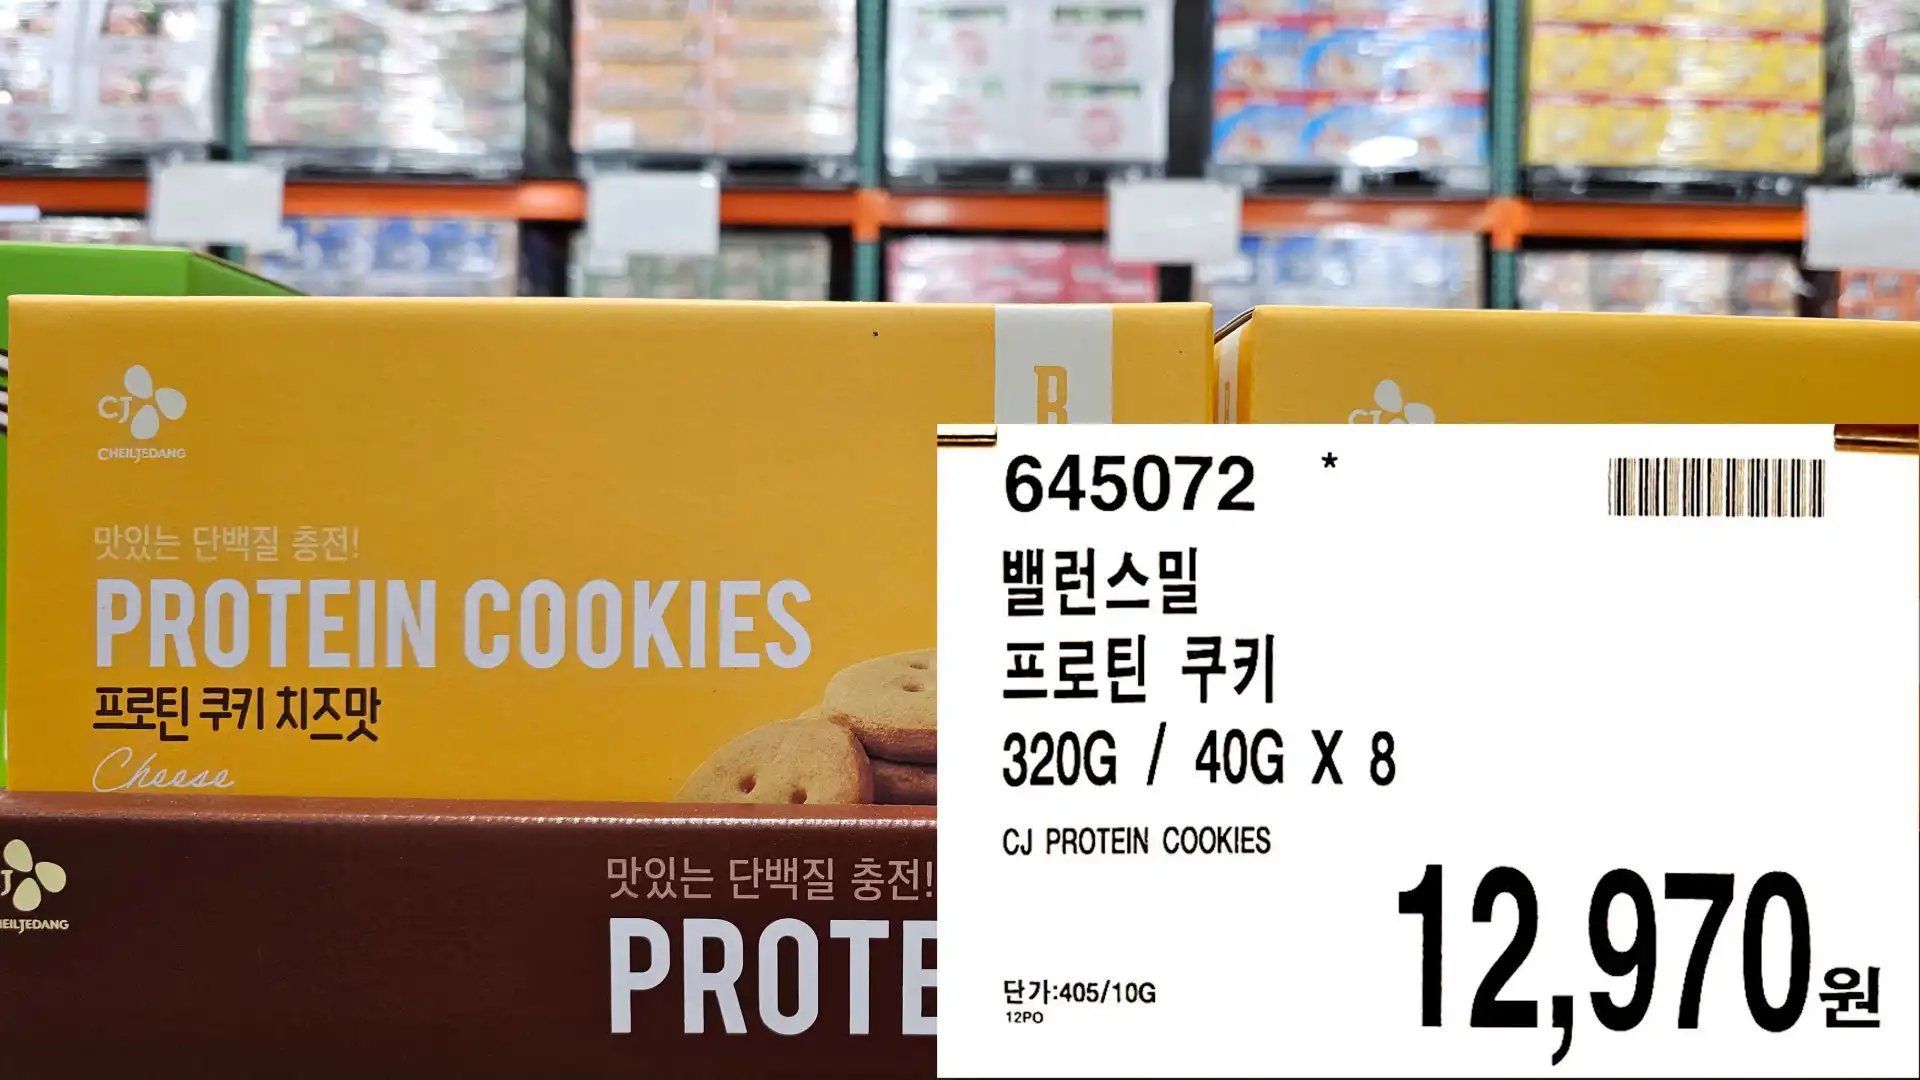 CJ
CHEILJEDANG
맛있는 단백질 충전!
PROTEIN COOKIES
프로틴 쿠키 치즈맛
Cheese
B
CJ
맛있는 단백질 충전!
PROTE
645072 *
밸런스밀
프로틴 쿠키
320G / 40G X 8
CJ PROTEIN COOKIES
12,970원
단가:405/10G
12PO